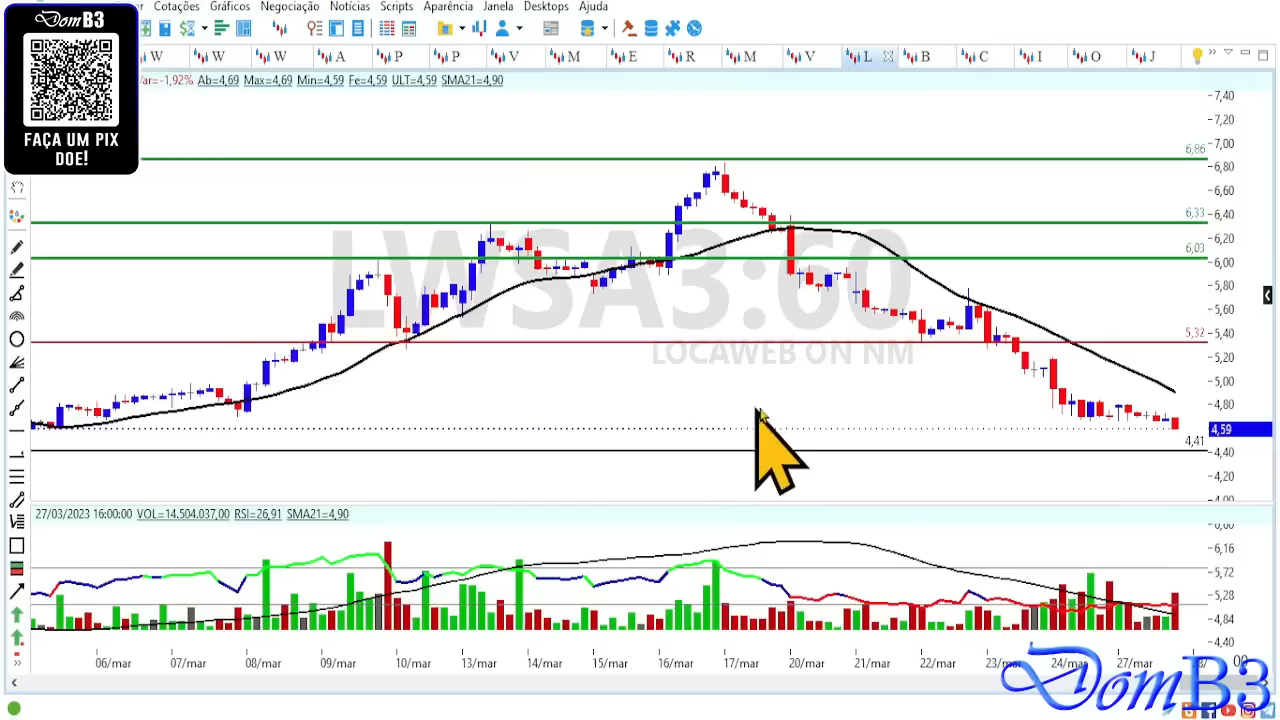 Cotações Gráficos Negociação Notícias Scripts Aparência Janela Desktops Ajuda
DomB3
FAÇA UM PIX
DOE!
W W W A P P V M E R M V L B C I O J
Var=-1,92% Ab=4,69 Max=4,69 Min=4,59 Fe=4,59 ULT=4,59 SMA21=4,90
7,40
7,20
7,00
6,86
6,80
6,60
6,40
6,33
6,20
6,03
6,00
5,80
5,60
5,40
5,32
5,20
5,00
4,80
4,59
4,41
4,40
4,20
4,00
LWSA3:60
LOCAWEB ON NM
27/03/2023 16:00:00 VOL=14.504.037,00 RSI=26,91 SMA21=4,90
6,16
5,72
5,28
4,84
4,40
06/mar 07/mar 08/mar 09/mar 10/mar 13/mar 14/mar 15/mar 16/mar 17/mar 20/mar 21/mar 22/mar 23/mar 24/mar 27/mar
DomB3